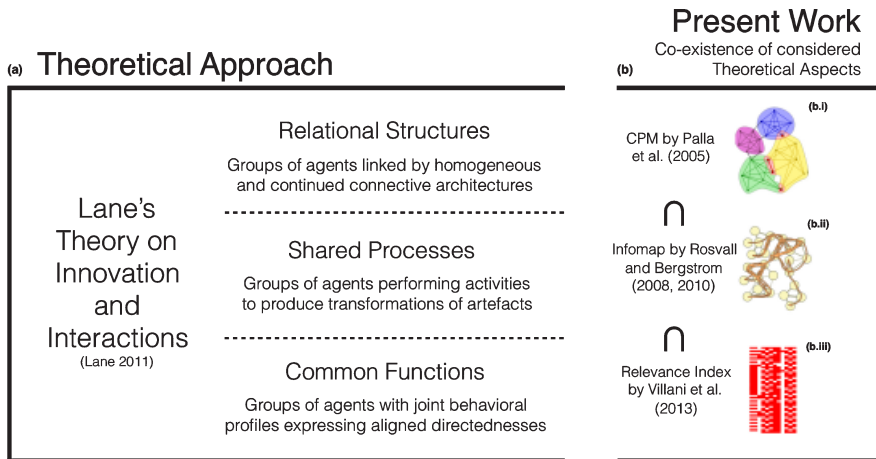 (a) Theoretical Approach
Lane's
Theory on
Innovation
and
Interactions
(Lane 2011)
Relational Structures
Groups of agents linked by homogeneous
and continued connective architectures
Shared Processes
Groups of agents performing activities
to produce transformations of artefacts
Common Functions
Groups of agents with joint behavioral
profiles expressing aligned directednesses
Present Work
Co-existence of considered
(b) Theoretical Aspects
(b.i)
CPM by Palla
et al. (2005)
∩
(b.ii)
Infomap by Rosvall
and Bergstrom
(2008, 2010)
∩
(b.iii)
Relevance Index
by Villani et al.
(2013)